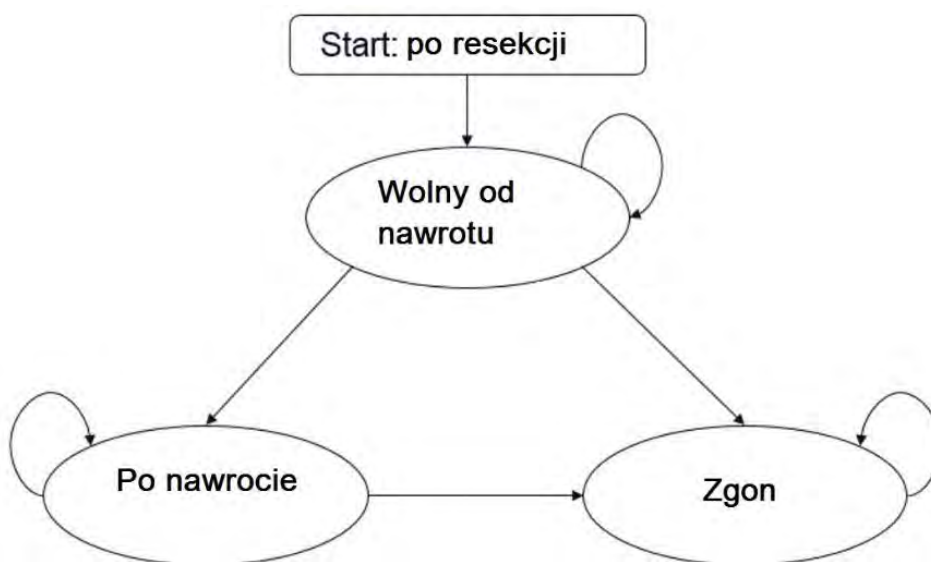 Start: po resekcji
Wolny od
nawrotu
Po nawrocie
Zgon